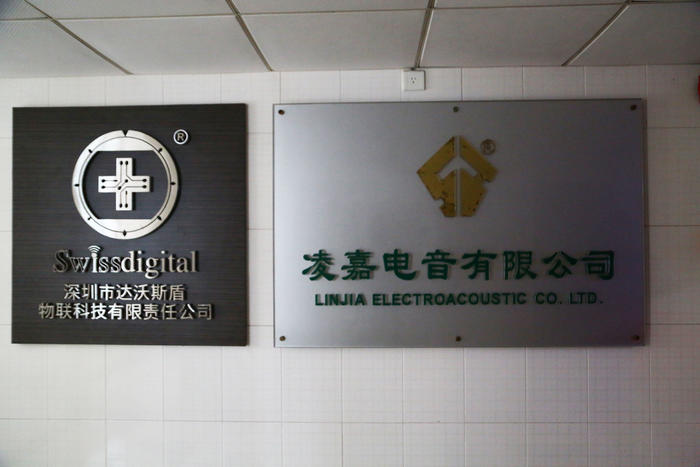 ®
Swissdigital
深圳市达沃斯盾
物联科技有限责任公司
®
凌嘉电音有限公司
LINJIA ELECTROACOUSTIC CO. LTD.